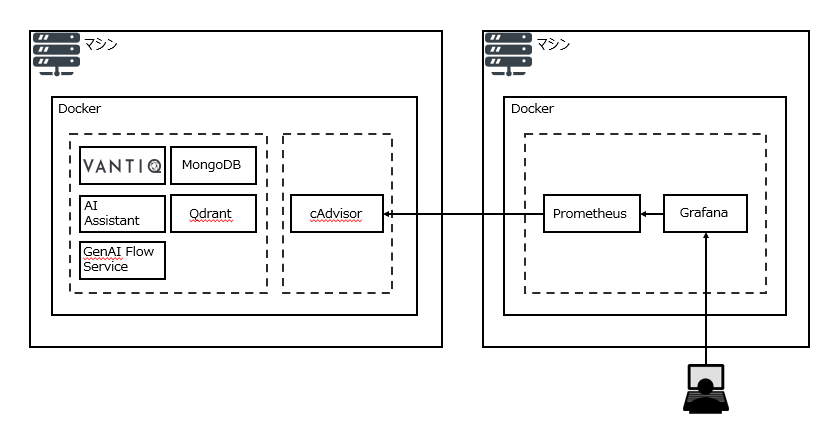 マシン
Docker
VANTIQ
MongoDB
AI
Assistant
Qdrant
GenAI Flow
Service
cAdvisor
マシン
Docker
Prometheus
Grafana